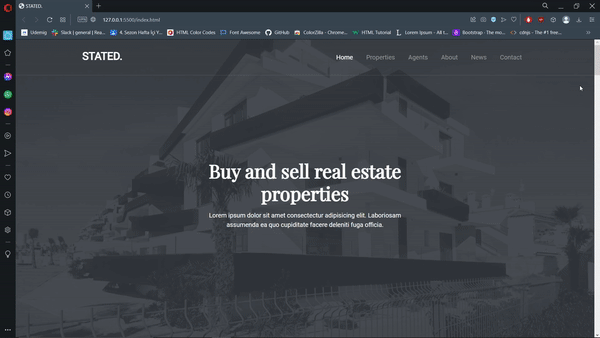 STATED.
127.0.0.1:5500/index.html
Udemig
Slack | general | Rea...
4. Sezon Hafta İçi Y...
HTML Color Codes
Font Awesome
GitHub
ColorZilla - Chrome...
HTML Tutorial
Lorem Ipsum - All t...
Bootstrap · The mo...
cdnjs - The #1 free...
STATED.
Home
Properties
Agents
About
News
Contact
Buy and sell real estate
properties
Lorem ipsum dolor sit amet consectetur adipisicing elit. Laboriosam
assumenda ea quo cupiditate facere deleniti fuga officia.